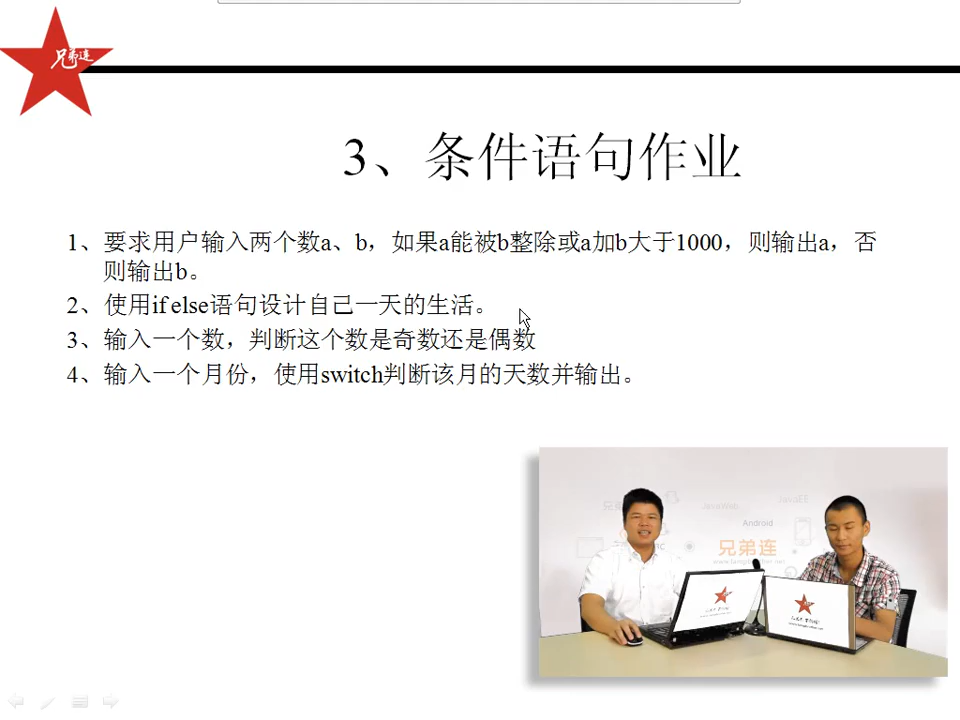 兄弟连
3、条件语句作业
1、要求用户输入两个数a、b，如果a能被b整除或a加b大于1000，则输出a，否
则输出b。
2、使用if else语句设计自己一天的生活。
3、输入一个数，判断这个数是奇数还是偶数
4、输入一个月份，使用switch判断该月的天数并输出。
JavaWeb
JavaEE
Android
兄弟连